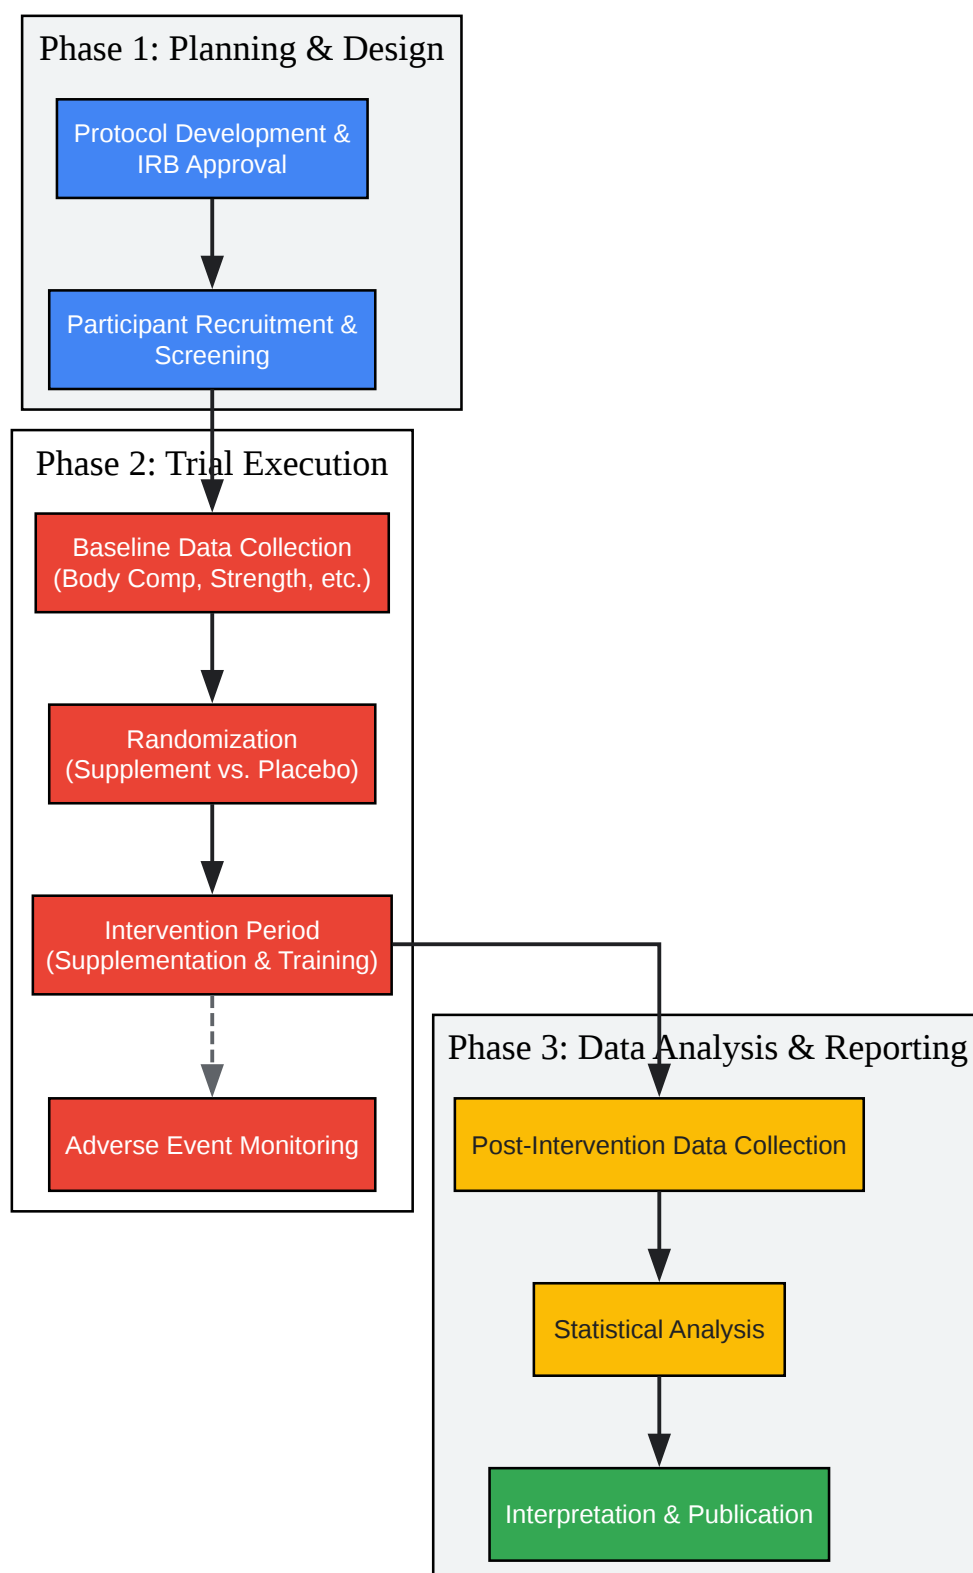 Phase 1: Planning & Design
Protocol Development &
IRB Approval
Participant Recruitment &
Screening
Phase 2: Trial Execution
Baseline Data Collection
(Body Comp, Strength, etc.)
Randomization
(Supplement vs. Placebo)
Intervention Period
(Supplementation & Training)
Adverse Event Monitoring
Phase 3: Data Analysis & Reporting
Post-Intervention Data Collection
Statistical Analysis
Interpretation & Publication